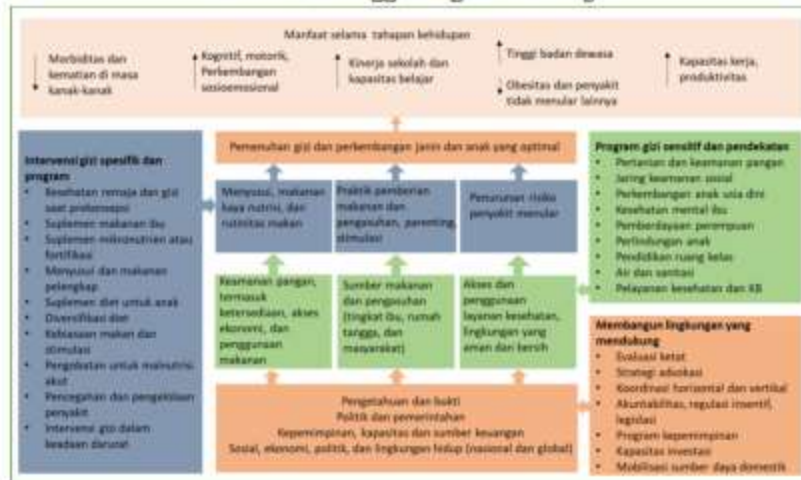 Manfaat selama tahapan kehidupan
Morbiditas dan
kematian di masa
kanak-kanak
Kognitif, motorik,
Perkembangan
sosioemosional
Kinerja sekolah dan
kapasitas belajar
Tinggi badan dewasa
Obesitas dan penyakit
tidak menular lainnya
Kapasitas kerja,
produktivitas
Pemenuhan gizi dan perkembangan janin dan anak yang optimal
Intervensi gizi spesifik dan
program
• Kesehatan remaja dan gizi
saat prakonsepsi
• Suplemen makanan ibu
• Suplemen mikronutrien atau
fortifikasi
• Menyusui dan makanan
pelengkap
• Suplemen diet untuk anak
• Diversifikasi diet
• Kebiasaan makan dan
stimulasi
• Pengobatan untuk malnutrisi
akut
• Pencegahan dan pengelolaan
penyakit
• Intervensi gizi dalam
keadaan darurat
Menyusui, makanan
kaya nutrisi, dan
rutinitas makan
Praktik pemberian
makanan dan
pengasuhan, parenting,
stimulasi
Penurunan risiko
penyakit menular
Keamanan pangan,
termasuk
ketersediaan, akses
ekonomi, dan
penggunaan
makanan
Sumber makanan
dan pengasuhan
(tingkat ibu, rumah
tangga, dan
masyarakat)
Akses dan
penggunaan
layanan kesehatan,
lingkungan yang
aman dan bersih
Pengetahuan dan bukti
Politik dan pemerintahan
Kepemimpinan, kapasitas dan sumber keuangan
Sosial, ekonomi, politik, dan lingkungan hidup (nasional dan global)
Program gizi sensitif dan pendekatan
• Pertanian dan keamanan pangan
• Jaring keamanan sosial
• Perkembangan anak usia dini
• Kesehatan mental ibu
• Pemberdayaan perempuan
• Perlindungan anak
• Pendidikan ruang kelas
• Air dan sanitasi
• Pelayanan kesehatan dan KB
Membangun lingkungan yang
mendukung
• Evaluasi ketat
• Strategi advokasi
• Koordinasi horizontal dan vertikal
• Akuntabilitas, regulasi insentif,
legislasi
• Program kepemimpinan
• Kapasitas investasi
• Mobilisasi sumber daya domestik